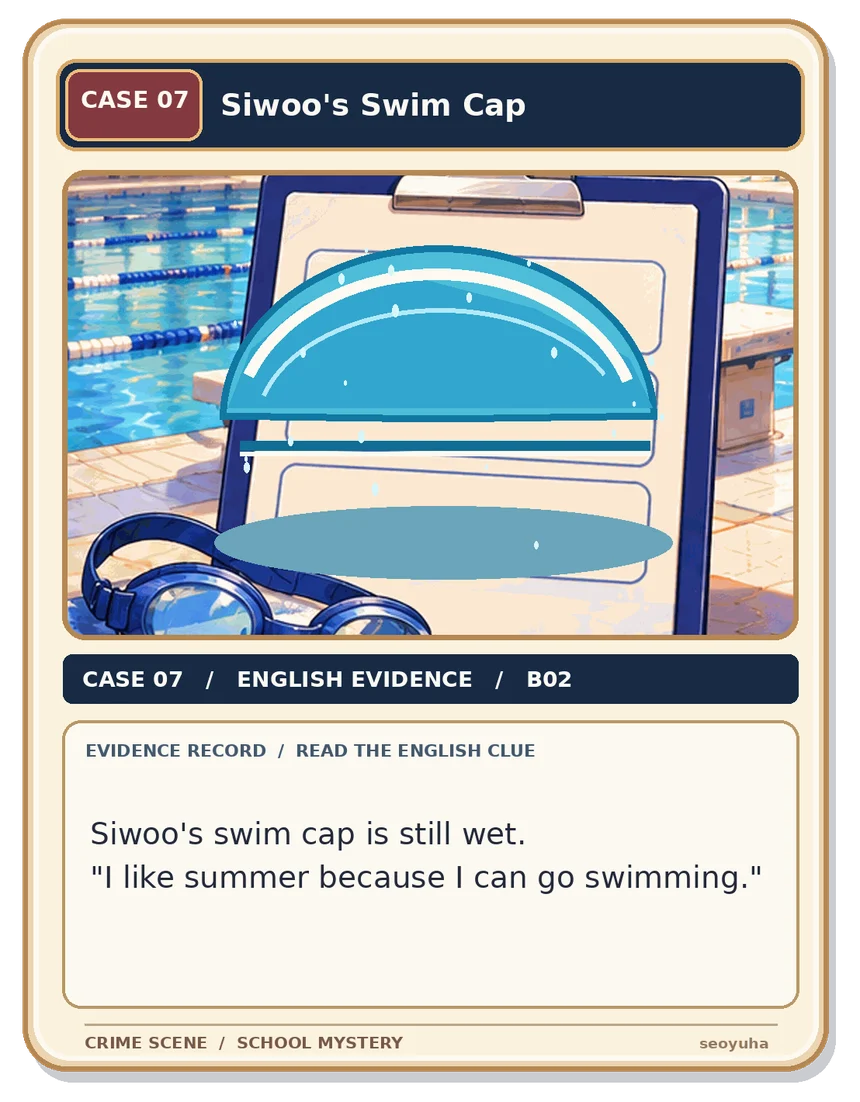 CASE 07
Siwoo's Swim Cap
CASE 07 / ENGLISH EVIDENCE / B02
EVIDENCE RECORD / READ THE ENGLISH CLUE
Siwoo's swim cap is still wet.
"I like summer because I can go swimming."
CRIME SCENE / SCHOOL MYSTERY
seoyuha